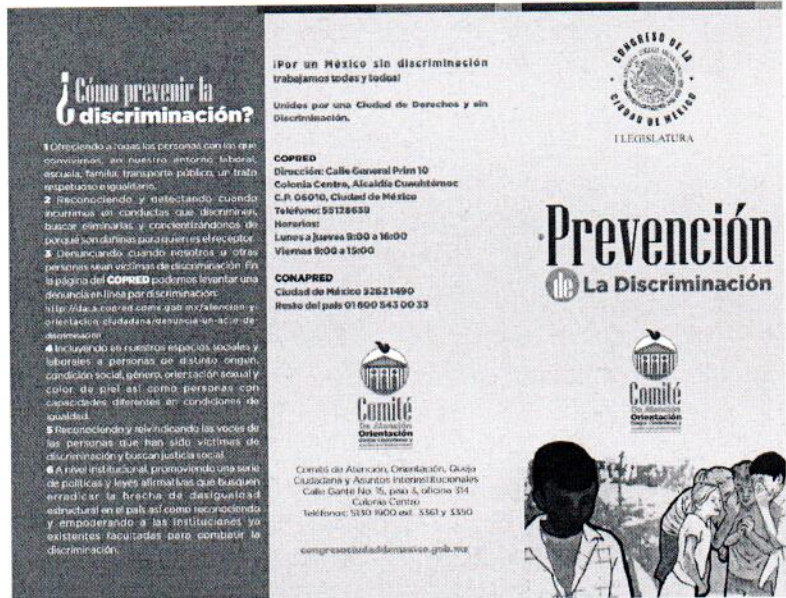 ¿Cómo prevenir la
discriminación?
1 Ofreciendo a todas las personas con las que
convivimos, en nuestro entorno laboral,
escuela, familia, transporte público, un trato
respetuoso e igualitario.
2 Reconociendo y detectando cuando
incurrimos en conductas que discriminen,
buscar eliminarlas y concientizándonos de
porqué son dañinas para quien es el receptor.
3 Denunciando cuando nosotros u otras
personas sean víctimas de discriminación. En
la página del COPRED podemos levantar una
denuncia en línea por discriminación:
orientacion-ciudadana/denuncia-un-acto-de-
discriminacion
4 Incluyendo en nuestros espacios sociales y
laborales a personas de distinto origen,
condición social, género, orientación sexual y
color de piel así como personas con
capacidades diferentes en condiciones de
igualdad.
5 Reconociendo y reivindicando las voces de
las personas que han sido víctimas de
discriminación y buscan justicia social.
6 A nivel institucional, promoviendo una serie
de políticas y leyes afirmativas que busquen
erradicar la brecha de desigualdad
estructural en el país así como reconociendo
y empoderando a las instituciones ya
existentes facultadas para combatir la
discriminación.
¡Por un México sin discriminación
trabajamos todas y todos!
Unidos por una Ciudad de Derechos y sin
Discriminación.
COPRED
Dirección: Calle General Prim 10
Colonia Centro, Alcaldía Cuauhtémoc
C.P. 06010, Ciudad de México
Teléfono: 55128639
Horarios:
Lunes a jueves 9:00 a 16:00
Viernes 9:00 a 15:00
CONAPRED
Ciudad de México 52621490
Resto del país 01 800 543 00 33
Comité
De Atención
Orientación
Comité de Atención, Orientación, Queja
Ciudadana y Asuntos Interinstitucionales
Calle Gante No. 15, piso 3, oficina 314
Colonia Centro
Teléfonos: 5130 1900 ext. 3361 y 3350
congresociudaddemexico.gob.mx
CONGRESO DE LA
CIUDAD DE MÉXICO
I LEGISLATURA
Prevención
de La Discriminación
Comité
De Atención
Orientación